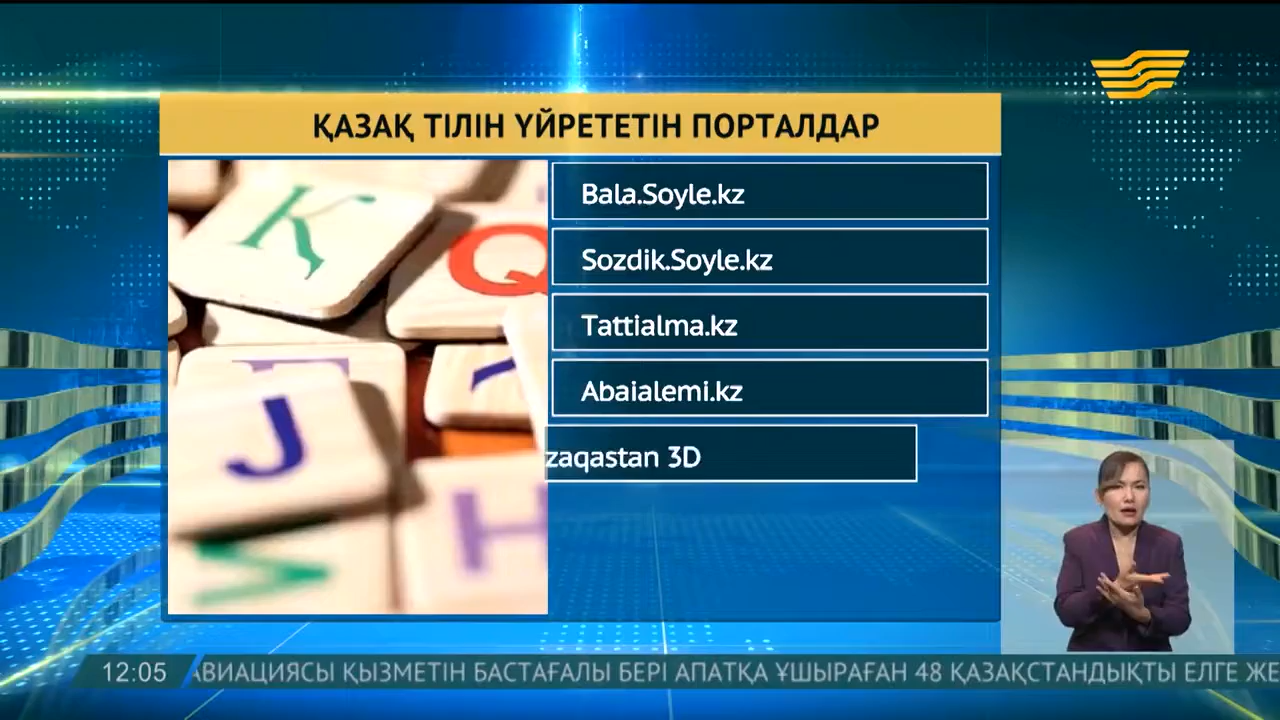 ҚАЗАҚ ТІЛІН ҮЙРЕТЕТІН ПОРТАЛДАР
Bala.Soyle.kz
Sozdik.Soyle.kz
Tattialma.kz
Abaialemi.kz
zaqastan 3D
Қ
Q
J
Н
12:05 АВИАЦИЯСЫ ҚЫЗМЕТІН БАСТАҒАЛЫ БЕРІ АПАТҚА ҰШЫРАҒАН 48 ҚАЗАҚСТАНДЫҚТЫ ЕЛГЕ ЖЕ